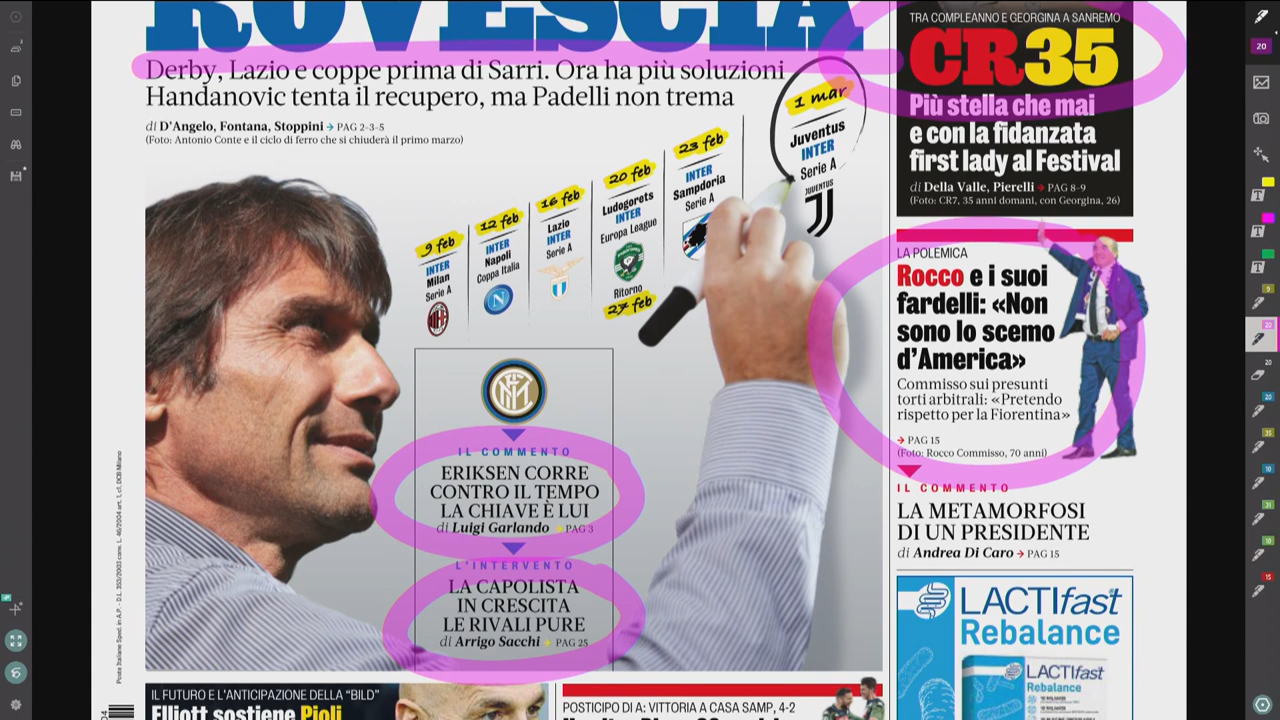 ROVESCIA
Derby, Lazio e coppe prima di Sarri. Ora ha più soluzioni
Handanovic tenta il recupero, ma Padelli non trema
di D'Angelo, Fontana, Stoppini → PAG 2-3-5
(Foto: Antonio Conte e il ciclo di ferro che si chiuderà il primo marzo)
9 feb
INTER
Milan
Serie A
12 feb
INTER
Napoli
Coppa Italia
16 feb
Lazio
INTER
Serie A
20 feb
Ludogorets
INTER
Europa League
Ritorno
27 feb
23 feb
INTER
Sampdoria
Serie A
1 mar
Juventus
INTER
Serie A
JUVENTUS
IL COMMENTO
ERIKSEN CORRE
CONTRO IL TEMPO
LA CHIAVE È LUI
di Luigi Garlando → PAG 3
L'INTERVENTO
LA CAPOLISTA
IN CRESCITA
LE RIVALI PURE
di Arrigo Sacchi → PAG 25
TRA COMPLEANNO E GEORGINA A SANREMO
CR35
Più stella che mai
e con la fidanzata
first lady al Festival
di Della Valle, Pierelli → PAG 8-9
(Foto: CR7, 35 anni domani, con Georgina, 26)
LA POLEMICA
Rocco e i suoi
fardelli: «Non
sono lo scemo
d'America»
Commisso sui presunti
torti arbitrali: «Pretendo
rispetto per la Fiorentina»
→ PAG 15
(Foto: Rocco Commisso, 70 anni)
IL COMMENTO
LA METAMORFOSI
DI UN PRESIDENTE
di Andrea Di Caro → PAG 15
LACTIfast
Rebalance
LACTIfast
Rebalance
IL FUTURO E L'ANTICIPAZIONE DELLA "BILD"
Elliott sostiene Pioli
POSTICIPO DI A: VITTORIA A CASA SAMP, 4-2